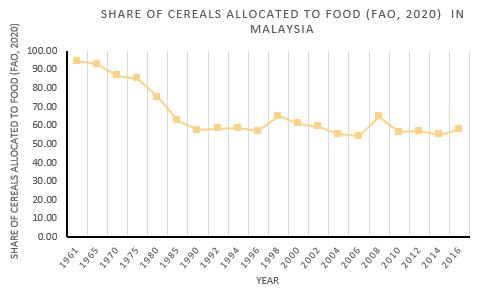 SHARE OF CEREALS ALLOCATED TO FOOD (FAO, 2020) IN
MALAYSIA
SHARE OF CEREALS ALLOCATED TO FOOD (FAO, 2020)
100.00
90.00
80.00
70.00
60.00
50.00
40.00
30.00
20.00
10.00
0.00
1961 1965 1970 1975 1980 1985 1990 1992 1994 1996 1998 2000 2002 2004 2006 2008 2010 2012 2014 2016
YEAR